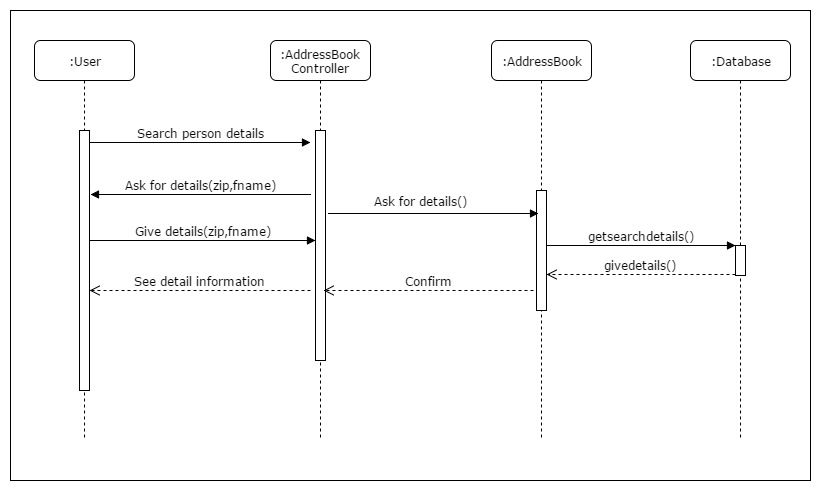 :User
:AddressBook
Controller
:AddressBook
:Database
Search person details
Ask for details(zip,fname)
Ask for details()
Give details(zip,fname)
getsearchdetails()
givedetails()
See detail information
Confirm